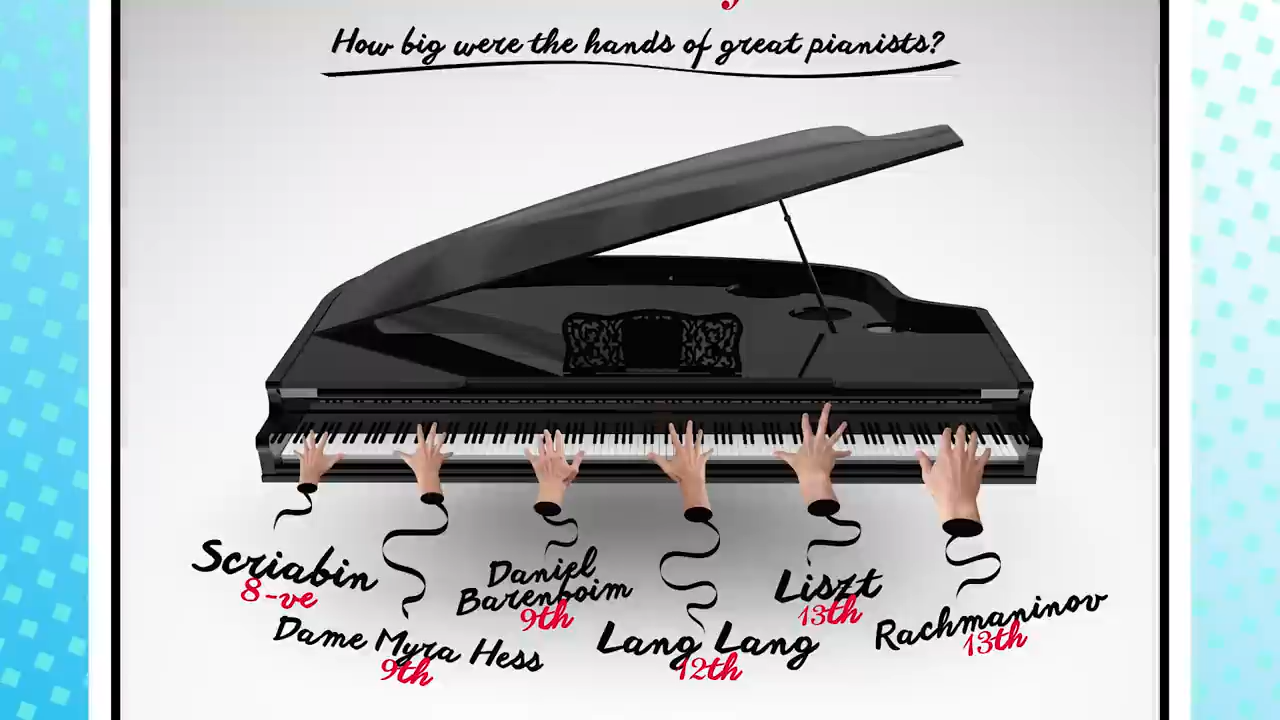 How big were the hands of great pianists?
Scriabin
8-ve
Dame Myra Hess
9th
Daniel
Barenboim
9th
Lang Lang
12th
Liszt
13th
Rachmaninov
13th